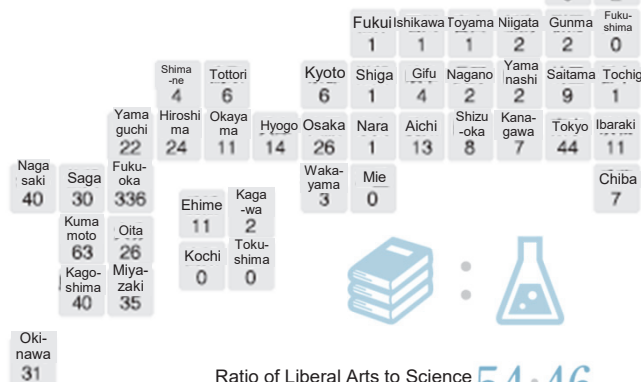 Fukui Ishikawa Toyama Niigata Gunma Fuku-
shima
1 1 1 2 2 0
Shima
-ne Tottori Kyoto Shiga Gifu Nagano Yama
nashi Saitama Tochig
4 6 6 1 4 2 2 9 1
Yama
guchi Hiroshi
ma Okaya
ma Hyogo Osaka Nara Aichi Shizu
-oka Kana-
gawa Tokyo Ibaraki
22 24 11 14 26 1 13 8 7 44 11
Naga
saki Saga Fuku-
oka Waka-
yama Mie Chiba
40 30 336 3 0 7
Kuma
moto Oita Ehime Kaga
-wa
63 26 11 2
Kago-
shima Miya-
zaki Kochi Toku-
shima
40 35 0 0
:
Oki-
nawa
31
Ratio of Liberal Arts to Science 54:46